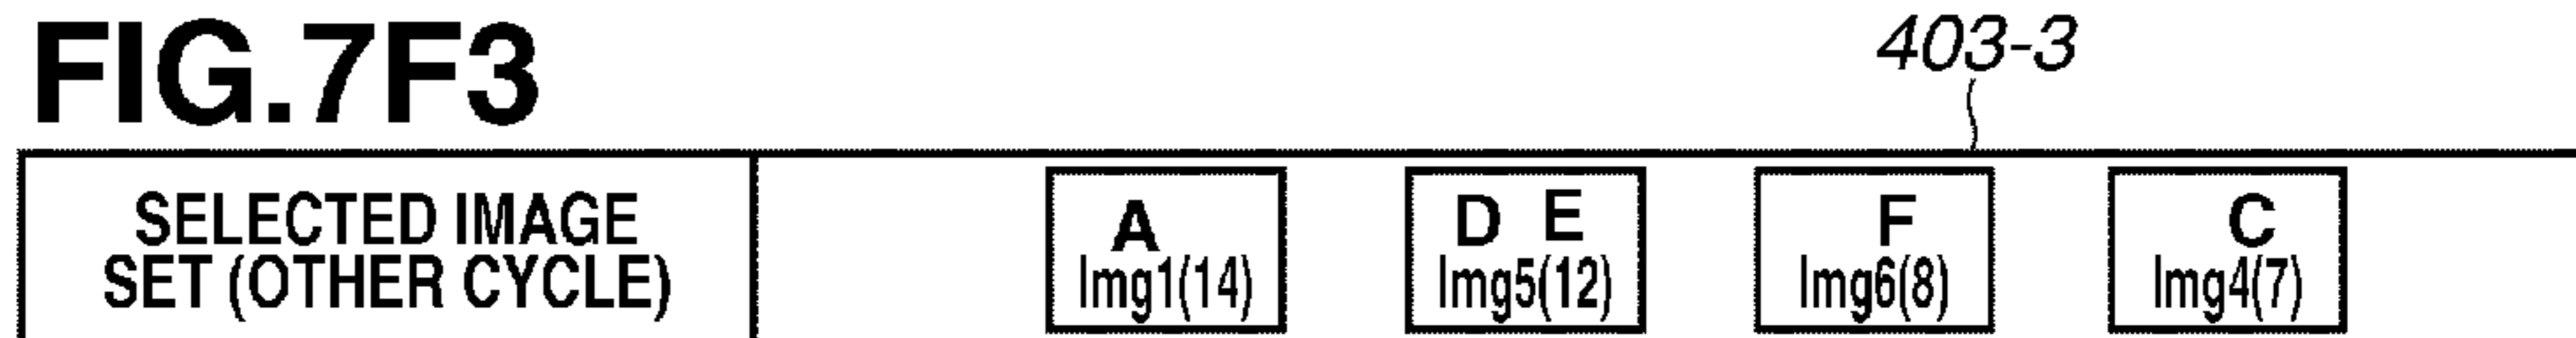 FIG.7F3
403-3
SELECTED IMAGE
SET (OTHER CYCLE)
A
Img1(14)
D E
Img5(12)
F
Img6(8)
C
Img4(7)